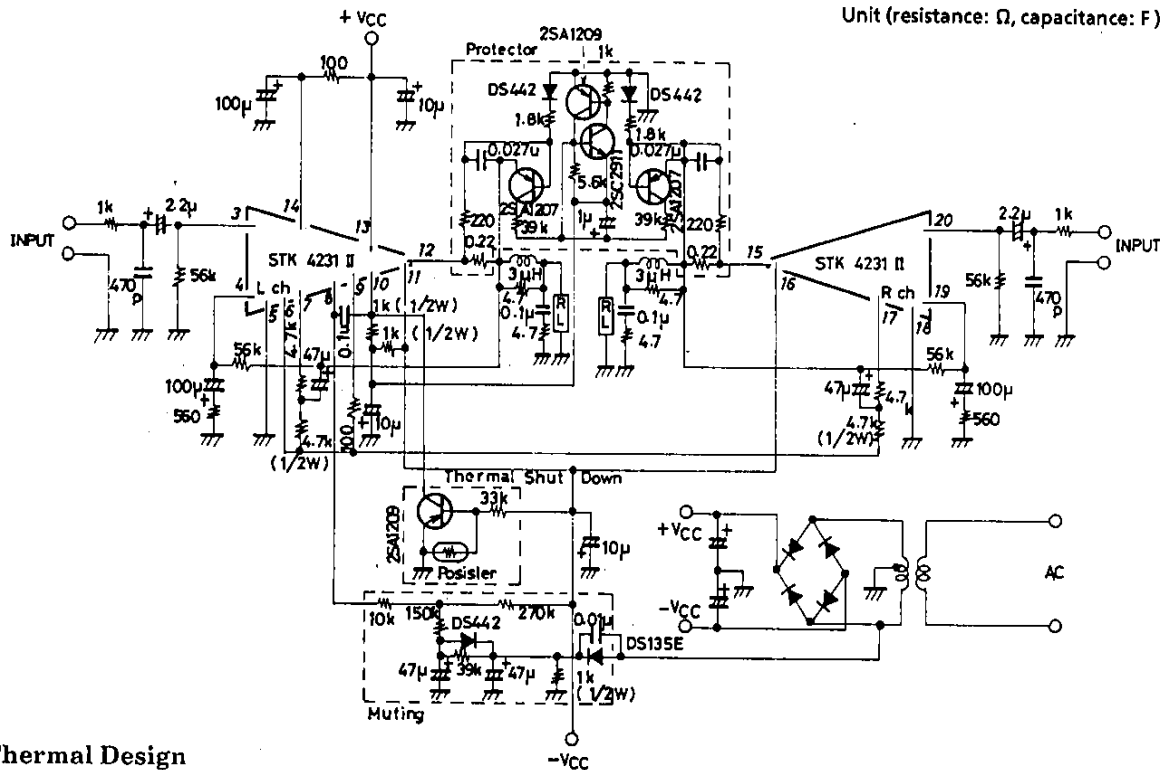 Unit (resistance: Ω, capacitance: F)
+ VCC
2SA1209
Protector
1k
100
100µ
10µ
DS442
DS442
1.8k
1.8k
0.027u
0.027µ
2SC2911
5.6k
2SA1207
2SA1207
1µ
39k
39k
220
220
0.22
0.22
3µH
3µH
4.7
4.7
0.1µ
0.1µ
4.7
4.7
RL
RL
INPUT
1k
2.2µ
470p
56k
3
14
13
12
11
10
9
8
7
6
5
4
STK 4231 II
L ch
15
16
20
19
18
17
STK 4231 II
R ch
2.2µ
1k
INPUT
56k
470p
1k (1/2W)
1k (1/2W)
0.1u
4.7k
47µ
56k
100µ
560
4.7k
(1/2W)
100
10µ
56k
47µ
4.7k
4.7k
(1/2W)
100µ
560
Thermal Shut Down
33k
2SA1209
Posisler
10µ
+VCC
-VCC
AC
10k
150k
270k
DS442
0.01µ
DS135E
47µ
39k
47µ
1k
(1/2W)
Muting
-VCC
Thermal Design